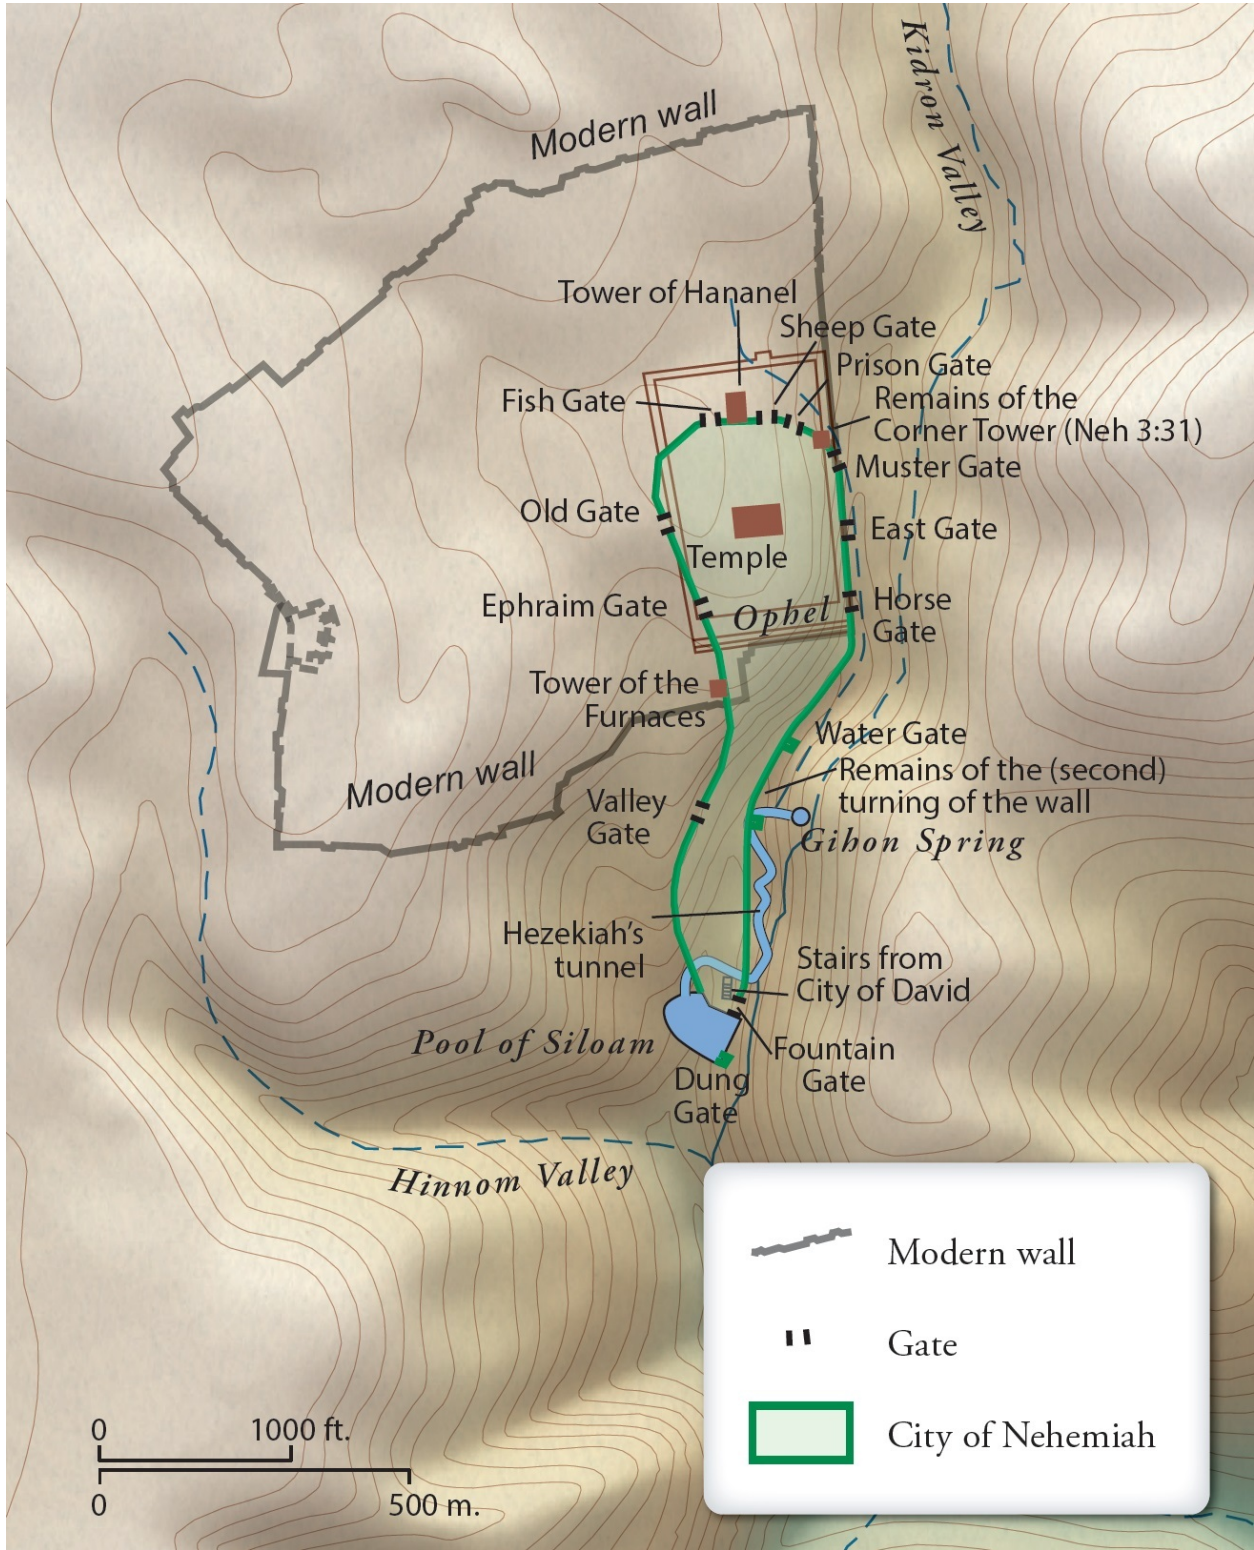 Kidron Valley
Modern wall
Tower of Hananel
Sheep Gate
Prison Gate
Fish Gate
Remains of the
Corner Tower (Neh 3:31)
Muster Gate
Old Gate
East Gate
Temple
Ephraim Gate
Ophel
Horse
Gate
Tower of the
Furnaces
Water Gate
Modern wall
Remains of the (second)
turning of the wall
Valley
Gate
Gihon Spring
Hezekiah's
tunnel
Stairs from
City of David
Pool of Siloam
Fountain
Gate
Dung
Gate
Hinnom Valley
Modern wall
Gate
City of Nehemiah
0 1000 ft.
0 500 m.